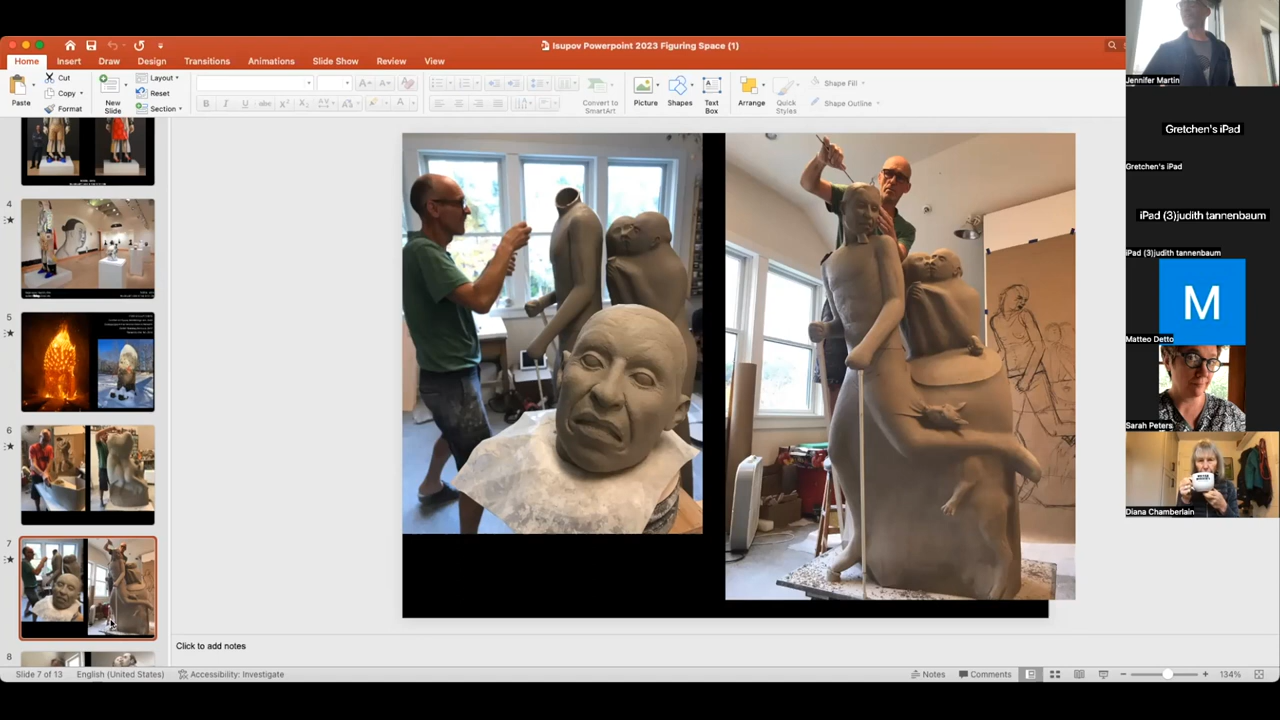 Isupov Powerpoint 2023 Figuring Space (1)
Home Insert Draw Design Transitions Animations Slide Show Review View
Paste
Cut
Copy
Format
New Slide
Layout
Reset
Section
Convert to SmartArt
Picture
Shapes
Text Box
Arrange
Quick Styles
Shape Fill
Shape Outline
4
5
6
7
8
Click to add notes
Slide 7 of 13 English (United States) Accessibility: Investigate
Notes Comments 134%
Jennifer Martin
Gretchen's iPad
Gretchen's iPad
iPad (3)judith tannenbaum
iPad (3)judith tannenbaum
M
Matteo Detto
Sarah Peters
Diana Chamberlain